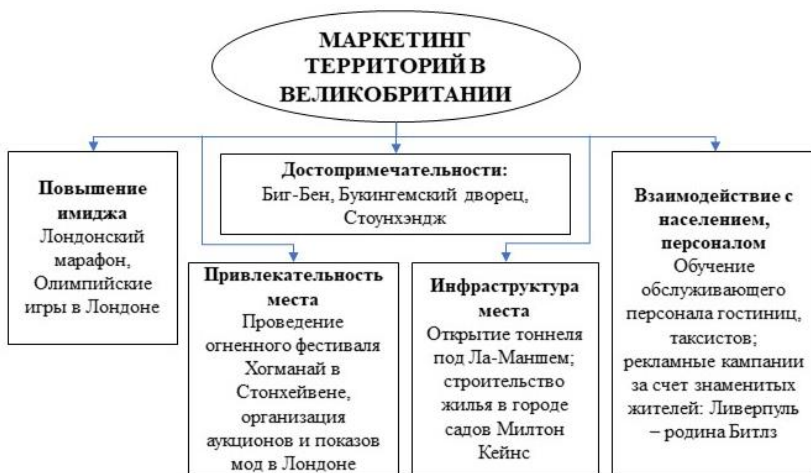 МАРКЕТИНГ
ТЕРРИТОРИЙ В
ВЕЛИКОБРИТАНИИ
Повышение
имиджа
Лондонский
марафон,
Олимпийские
игры в Лондоне
Достопримечательности:
Биг-Бен, Букингемский дворец,
Стоунхэндж
Привлекательность
места
Проведение
огненного фестиваля
Хогманай в
Стонхейвене,
организация
аукционов и показов
мод в Лондоне
Инфраструктура
места
Открытие тоннеля
под Ла-Маншем;
строительство
жилья в городе
садов Милтон
Кейнс
Взаимодействие с
населением,
персоналом
Обучение
обслуживающего
персонала гостиниц,
таксистов;
рекламные кампании
за счет знаменитых
жителей: Ливерпуль
– родина Битлз